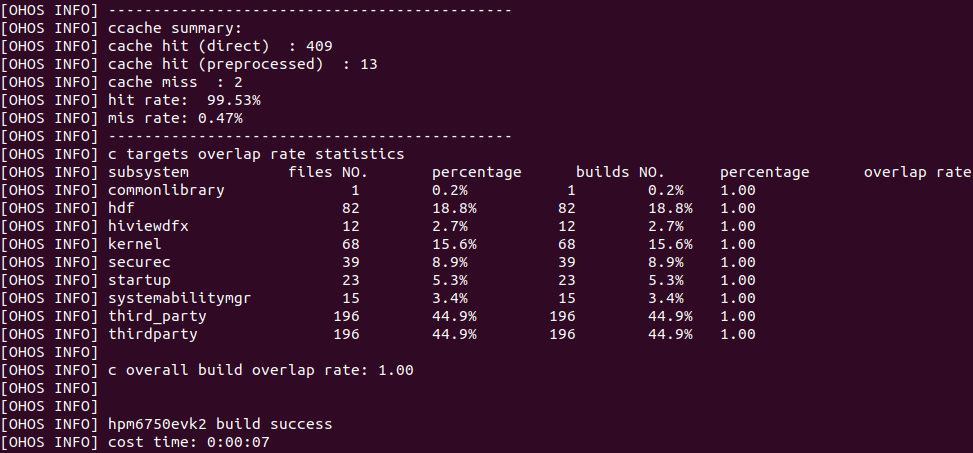 [OHOS INFO] ---------------------------------------------
[OHOS INFO] ccache summary:
[OHOS INFO] cache hit (direct)  : 409
[OHOS INFO] cache hit (preprocessed)  : 13
[OHOS INFO] cache miss  : 2
[OHOS INFO] hit rate:  99.53%
[OHOS INFO] mis rate: 0.47%
[OHOS INFO] ---------------------------------------------
[OHOS INFO] c targets overlap rate statistics
[OHOS INFO] subsystem           files NO.       percentage      builds NO.      percentage      overlap rate
[OHOS INFO] commonlibrary              1        0.2%           1        0.2%    1.00
[OHOS INFO] hdf                       82        18.8%         82        18.8%   1.00
[OHOS INFO] hiviewdfx                 12        2.7%          12        2.7%    1.00
[OHOS INFO] kernel                    68        15.6%         68        15.6%   1.00
[OHOS INFO] securec                   39        8.9%          39        8.9%    1.00
[OHOS INFO] startup                   23        5.3%          23        5.3%    1.00
[OHOS INFO] systemabilitymgr          15        3.4%          15        3.4%    1.00
[OHOS INFO] third_party              196        44.9%        196        44.9%   1.00
[OHOS INFO] thirdparty               196        44.9%        196        44.9%   1.00
[OHOS INFO]
[OHOS INFO] c overall build overlap rate: 1.00
[OHOS INFO]
[OHOS INFO]
[OHOS INFO] hpm6750evk2 build success
[OHOS INFO] cost time: 0:00:07